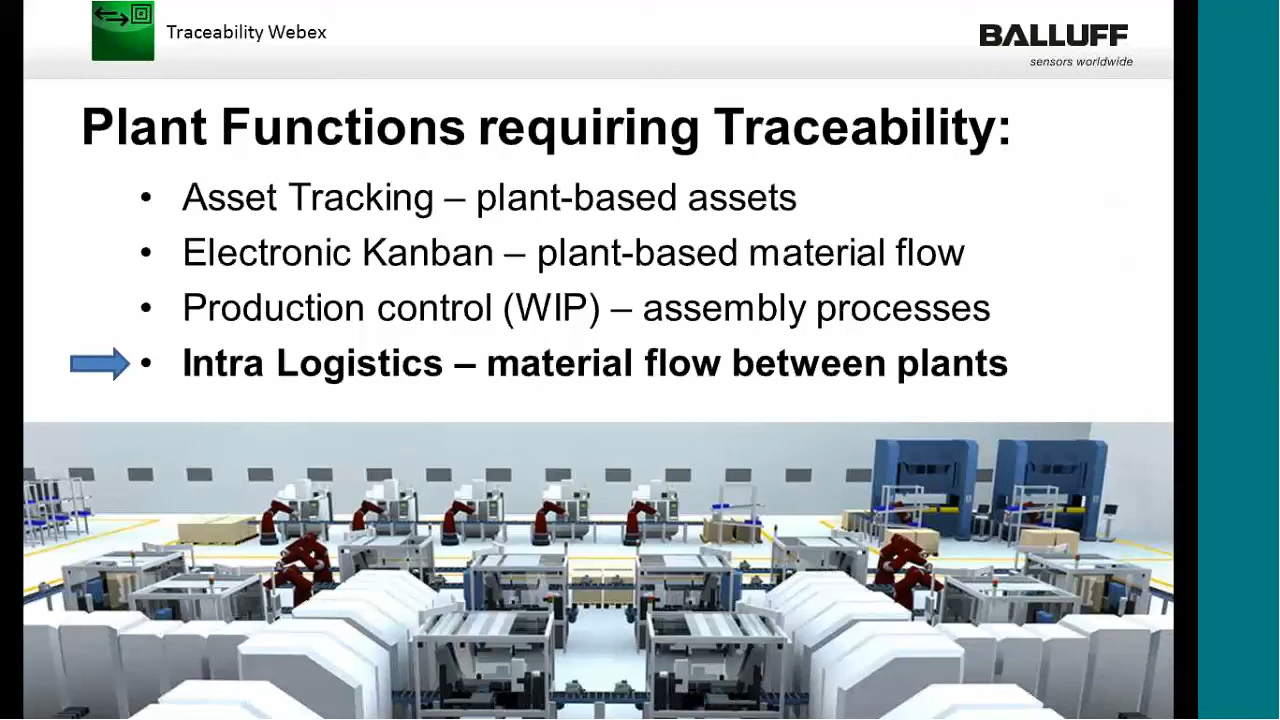 Traceability Webex
BALLUFF
sensors worldwide
Plant Functions requiring Traceability:
• Asset Tracking – plant-based assets
• Electronic Kanban – plant-based material flow
• Production control (WIP) – assembly processes
• Intra Logistics – material flow between plants